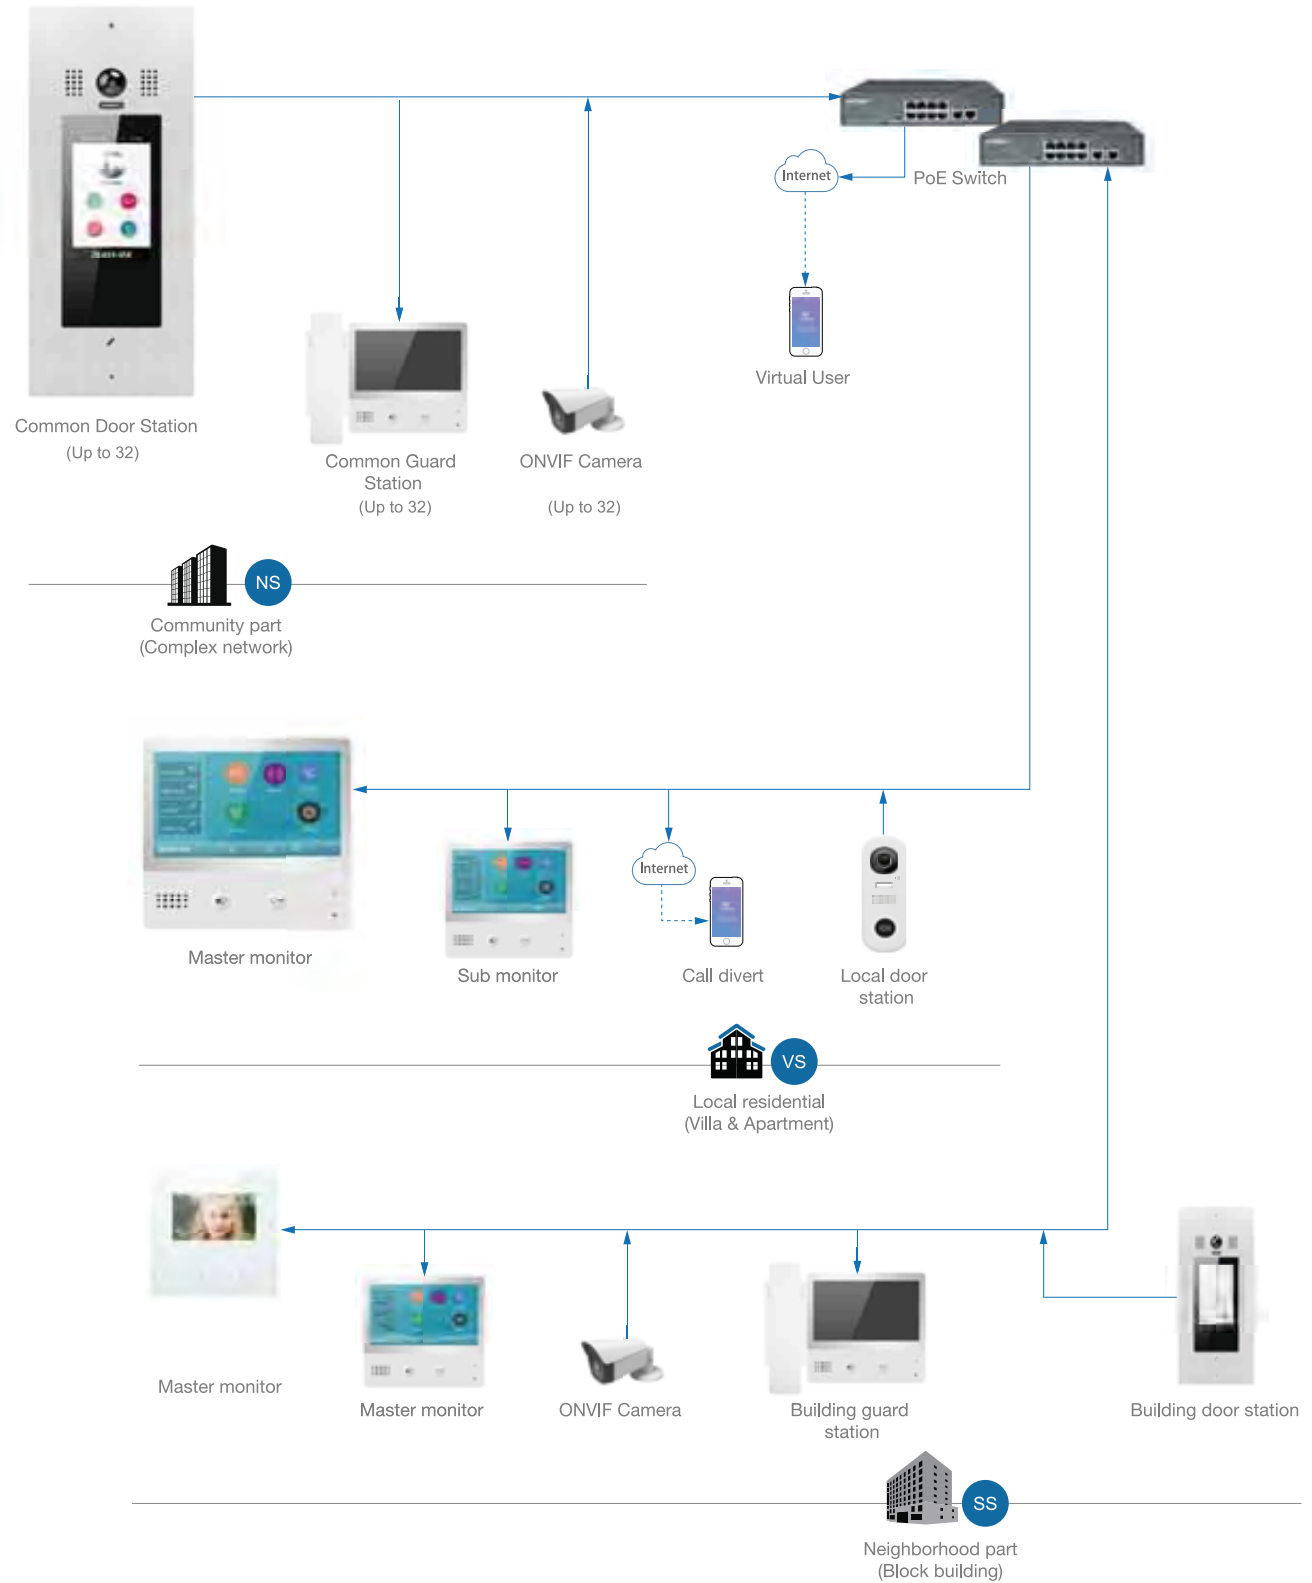 Internet
PoE Switch
Virtual User
Common Door Station
(Up to 32)
Common Guard
Station
(Up to 32)
ONVIF Camera
(Up to 32)
NS
Community part
(Complex network)
Internet
Master monitor
Sub monitor
Call divert
Local door
station
VS
Local residential
(Villa & Apartment)
Master monitor
Master monitor
ONVIF Camera
Building guard
station
Building door station
SS
Neighborhood part
(Block building)